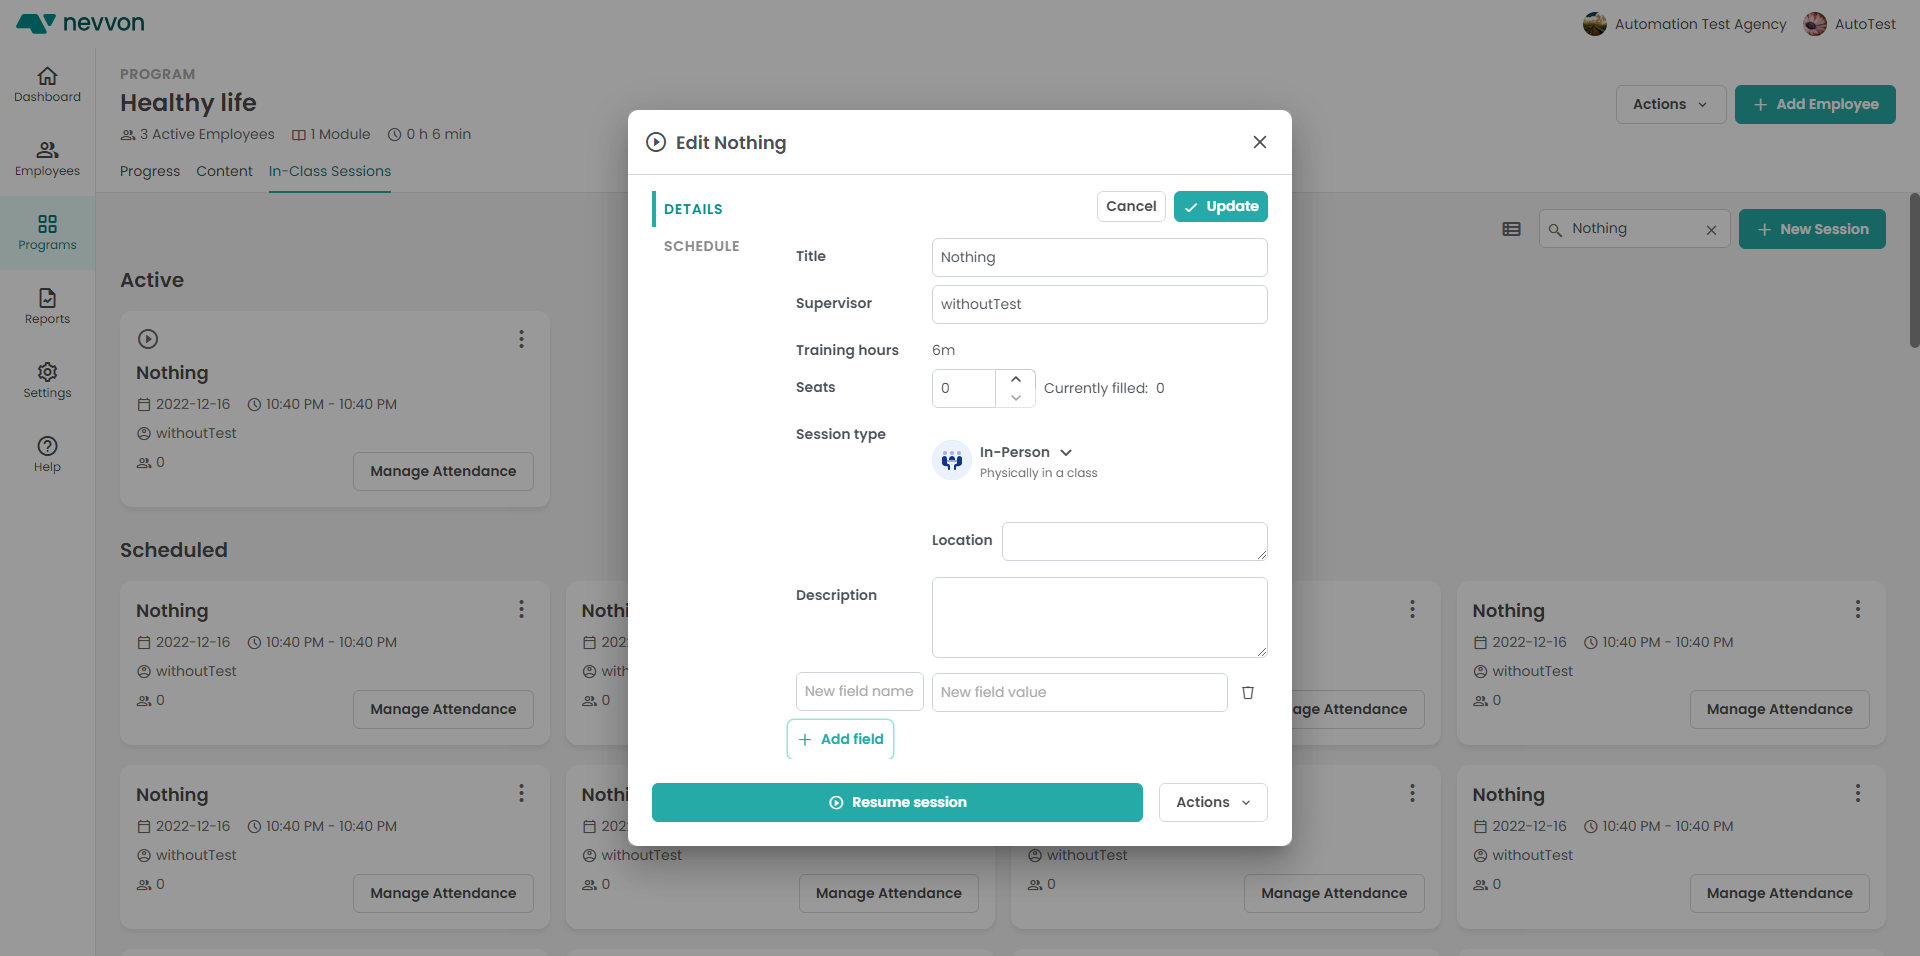 nevvon
Automation Test Agency
AutoTest
Dashboard
Employees
Programs
Reports
Settings
Help
PROGRAM
Healthy life
3 Active Employees
1 Module
0 h 6 min
Actions
Add Employee
Progress
Content
In-Class Sessions
Nothing
New Session
Active
Nothing
2022-12-16
10:40 PM - 10:40 PM
withoutTest
0
Manage Attendance
Scheduled
Nothing
2022-12-16
10:40 PM - 10:40 PM
withoutTest
0
Manage Attendance
Nothi
202
with
0
age Attendance
Nothing
2022-12-16
10:40 PM - 10:40 PM
withoutTest
0
Manage Attendance
Nothing
2022-12-16
10:40 PM - 10:40 PM
withoutTest
0
Manage Attendance
Nothi
202
withoutTest
0
Manage Attendance
withoutTest
0
Manage Attendance
Nothing
2022-12-16
10:40 PM - 10:40 PM
withoutTest
0
Manage Attendance
Edit Nothing
DETAILS
SCHEDULE
Cancel
Update
Title
Nothing
Supervisor
withoutTest
Training hours
6m
Seats
0
Currently filled: 0
Session type
In-Person
Physically in a class
Location
Description
New field name
New field value
Add field
Resume session
Actions